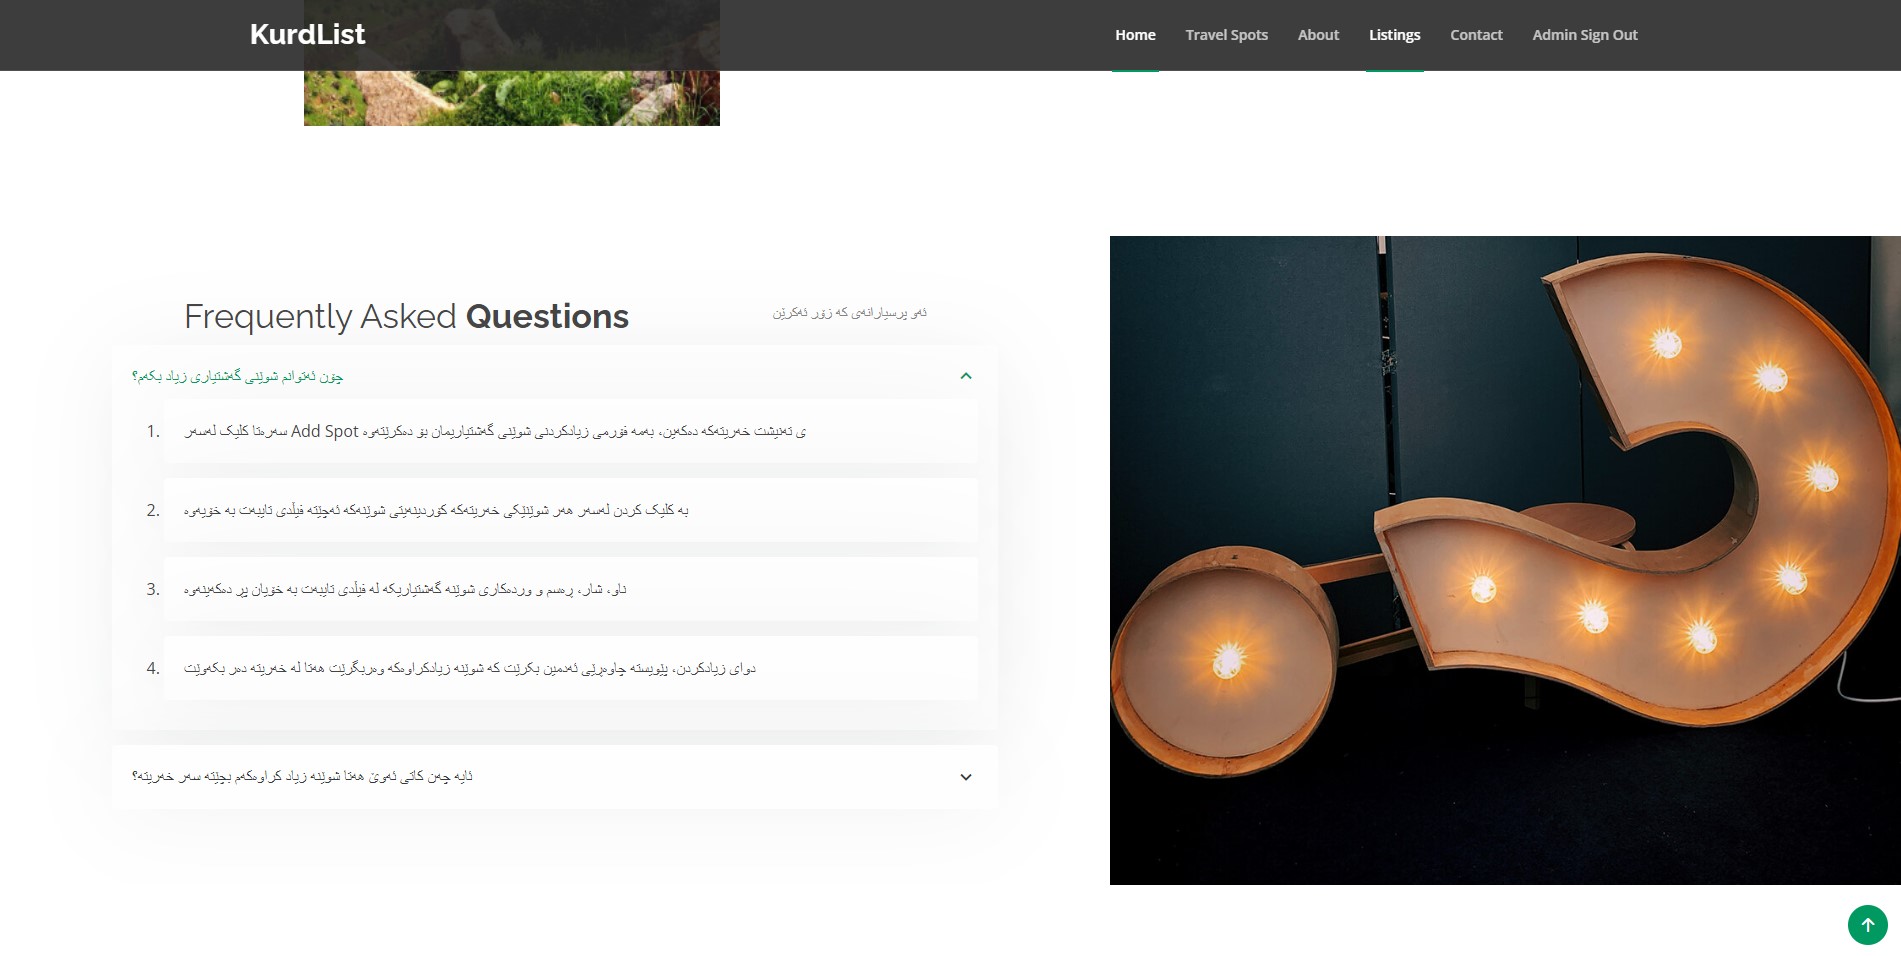 KurdList
Home Travel Spots About Listings Contact Admin Sign Out
Frequently Asked Questions
ئەو پرسیارانەی کە زۆر ئەکرێن
چۆن ئەتوانم شوێنی گەشتیاری زیاد بکەم؟
1. سەرەتا کلیک لەسەر Add Spot ی تەنیشت خەریتەکە دەکەین، بەمە فۆرمی زیادکردنی شوێنی گەشتیاریمان بۆ دەکرێتەوە
2. بە کلیک کردن لەسەر هەر شوێنێکی خەریتەکە کۆردینەیتی شوێنەکە ئەچێتە فیڵدی تایبەت بە خۆیەوە
3. ناو، شار، ڕەسم و وردەکاری شوێنە گەشتیاریکە لە فیڵدی تایبەت بە خۆیان پڕ دەکەینەوە
4. دوای زیادکردن، پێویستە چاوەڕێی ئەدمین بکرێت کە شوێنە زیادکراوەکە وەربگرێت هەتا لە خەریتە دەر بکەوێت
ئایە چەن کاتی ئەوێ هەتا شوێنە زیاد کراوەکەم بچێتە سەر خەریتە؟